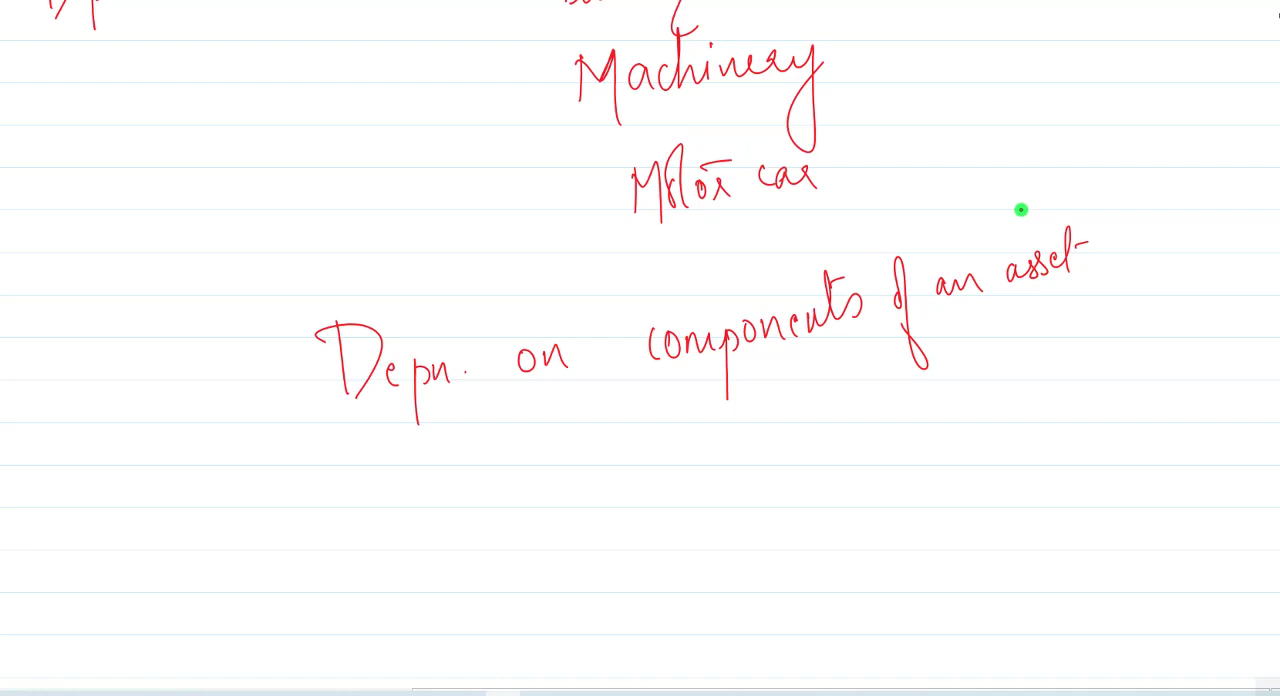 Machinery
Motor car
Depn. on components of an asset